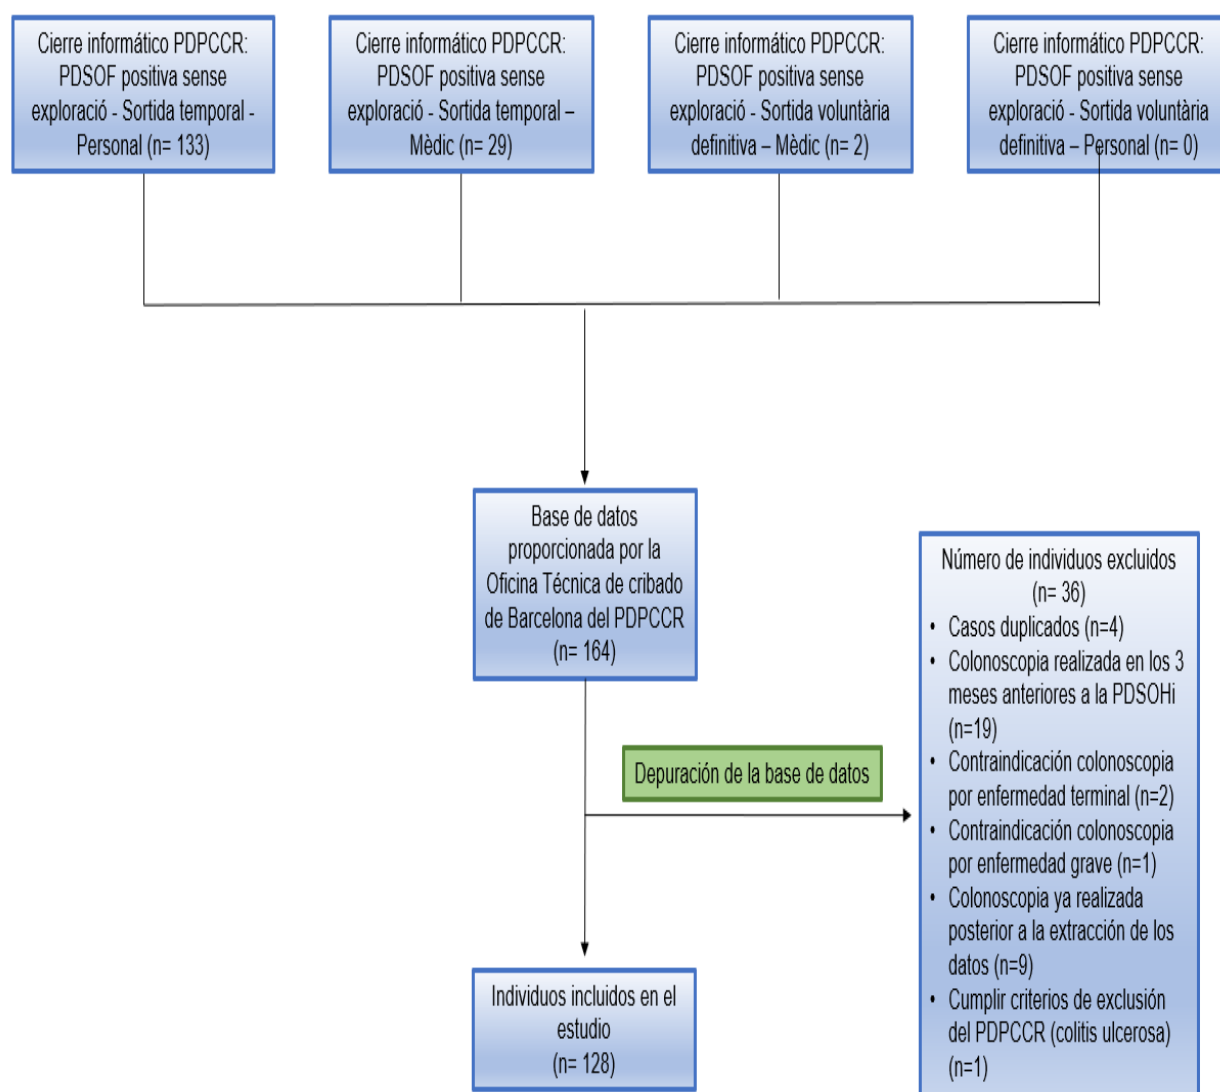 Cierre informático PDPCCR:
PDSOF positiva sense
exploració - Sortida temporal -
Personal (n= 133)
Cierre informático PDPCCR:
PDSOF positiva sense
exploració - Sortida temporal –
Mèdic (n= 29)
Cierre informático PDPCCR:
PDSOF positiva sense
exploració - Sortida voluntària
definitiva – Mèdic (n= 2)
Cierre informático PDPCCR:
PDSOF positiva sense
exploració - Sortida voluntària
definitiva – Personal (n= 0)
Base de datos
proporcionada por la
Oficina Técnica de cribado
de Barcelona del PDPCCR
(n= 164)
Depuración de la base de datos
Número de individuos excluidos
(n= 36)
• Casos duplicados (n=4)
• Colonoscopia realizada en los 3
meses anteriores a la PDSOHi
(n=19)
• Contraindicación colonoscopia
por enfermedad terminal (n=2)
• Contraindicación colonoscopia
por enfermedad grave (n=1)
• Colonoscopia ya realizada
posterior a la extracción de los
datos (n=9)
• Cumplir criterios de exclusión
del PDPCCR (colitis ulcerosa)
(n=1)
Individuos incluidos en el
estudio
(n= 128)